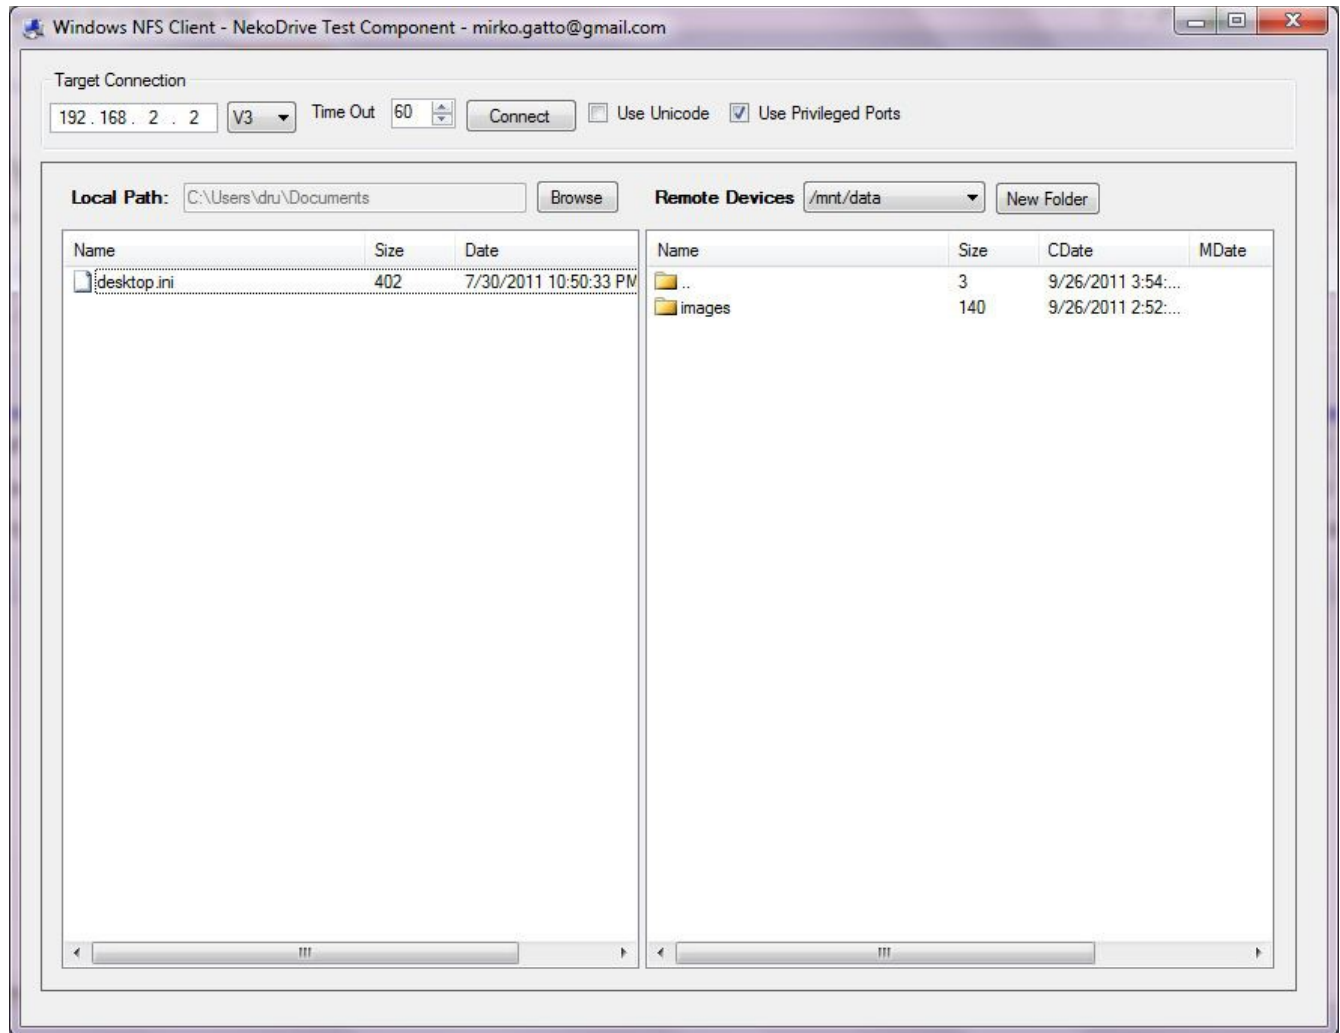 Windows NFS Client - NekoDrive Test Component - mirko.gatto@gmail.com
Target Connection
192 . 168 . 2 . 2 V3 Time Out 60 Connect Use Unicode Use Privileged Ports
Local Path: C:\Users\dru\Documents Browse Remote Devices /mnt/data New Folder
Name Size Date Name Size CDate MDate
desktop.ini 402 7/30/2011 10:50:33 PM .. 3 9/26/2011 3:54:...
images 140 9/26/2011 2:52:...